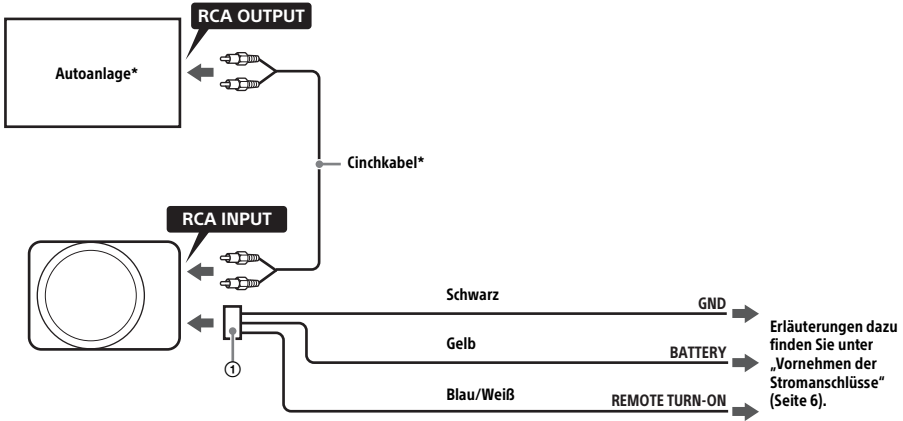 RCA OUTPUT
Autoanlage*
Cinchkabel*
RCA INPUT
Schwarz
GND
Gelb
BATTERY
Blau/Weiß
REMOTE TURN-ON
①
Erläuterungen dazu
finden Sie unter
„Vornehmen der
Stromanschlüsse“
(Seite 6).